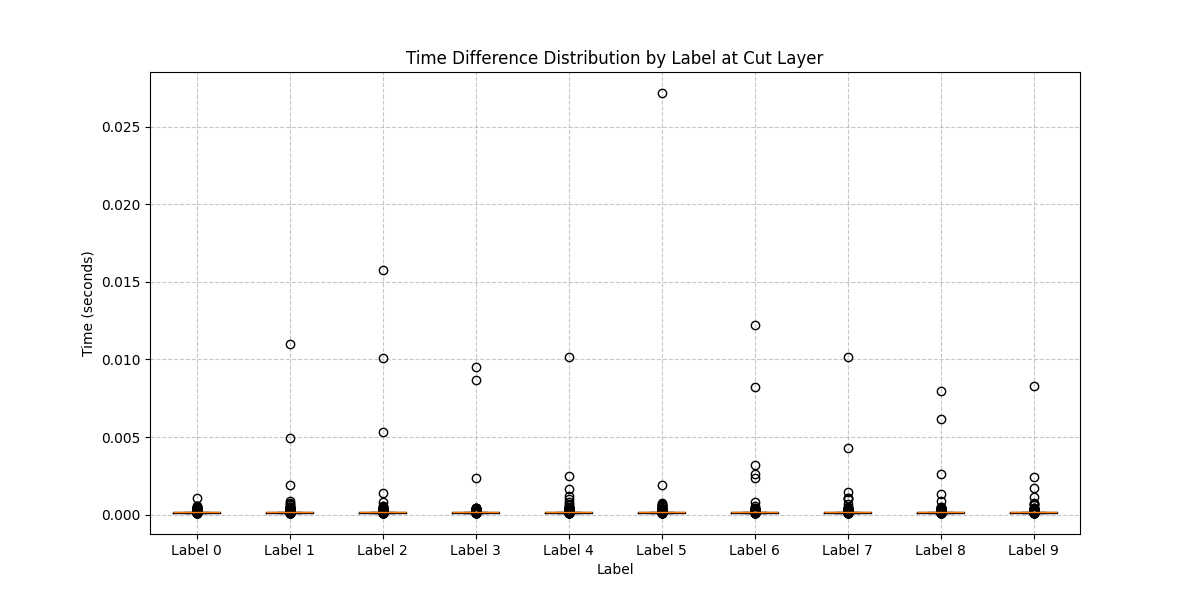 Time Difference Distribution by Label at Cut Layer
Time (seconds)
0.025
0.020
0.015
0.010
0.005
0.000
Label 0 Label 1 Label 2 Label 3 Label 4 Label 5 Label 6 Label 7 Label 8 Label 9
Label